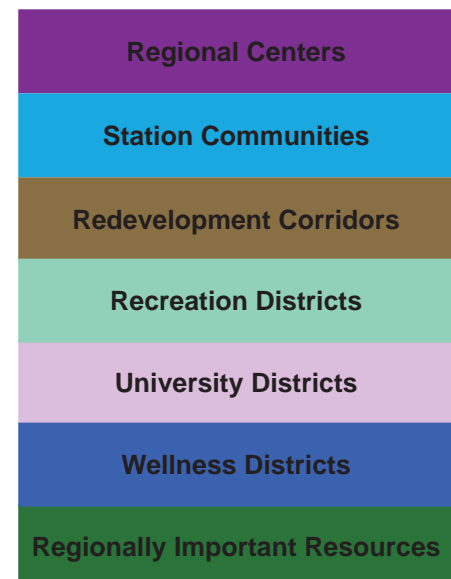 Regional Centers
Station Communities
Redevelopment Corridors
Recreation Districts
University Districts
Wellness Districts
Regionally Important Resources